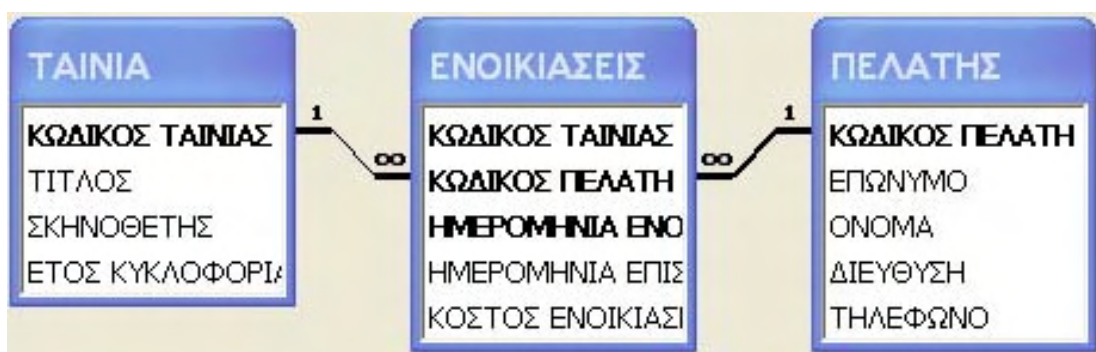 ΤΑΙΝΙΑ
ΚΩΔΙΚΟΣ ΤΑΙΝΙΑΣ
ΤΙΤΛΟΣ
ΣΚΗΝΟΘΕΤΗΣ
ΕΤΟΣ ΚΥΚΛΟΦΟΡΙΑ
1
∞
ΕΝΟΙΚΙΑΣΕΙΣ
ΚΩΔΙΚΟΣ ΤΑΙΝΙΑΣ
ΚΩΔΙΚΟΣ ΠΕΛΑΤΗ
ΗΜΕΡΟΜΗΝΙΑ ΕΝΟ
ΗΜΕΡΟΜΗΝΙΑ ΕΠΙΣ
ΚΟΣΤΟΣ ΕΝΟΙΚΙΑΣΙ
∞
1
ΠΕΛΑΤΗΣ
ΚΩΔΙΚΟΣ ΠΕΛΑΤΗ
ΕΠΩΝΥΜΟ
ΟΝΟΜΑ
ΔΙΕΥΘΥΣΗ
ΤΗΛΕΦΩΝΟ